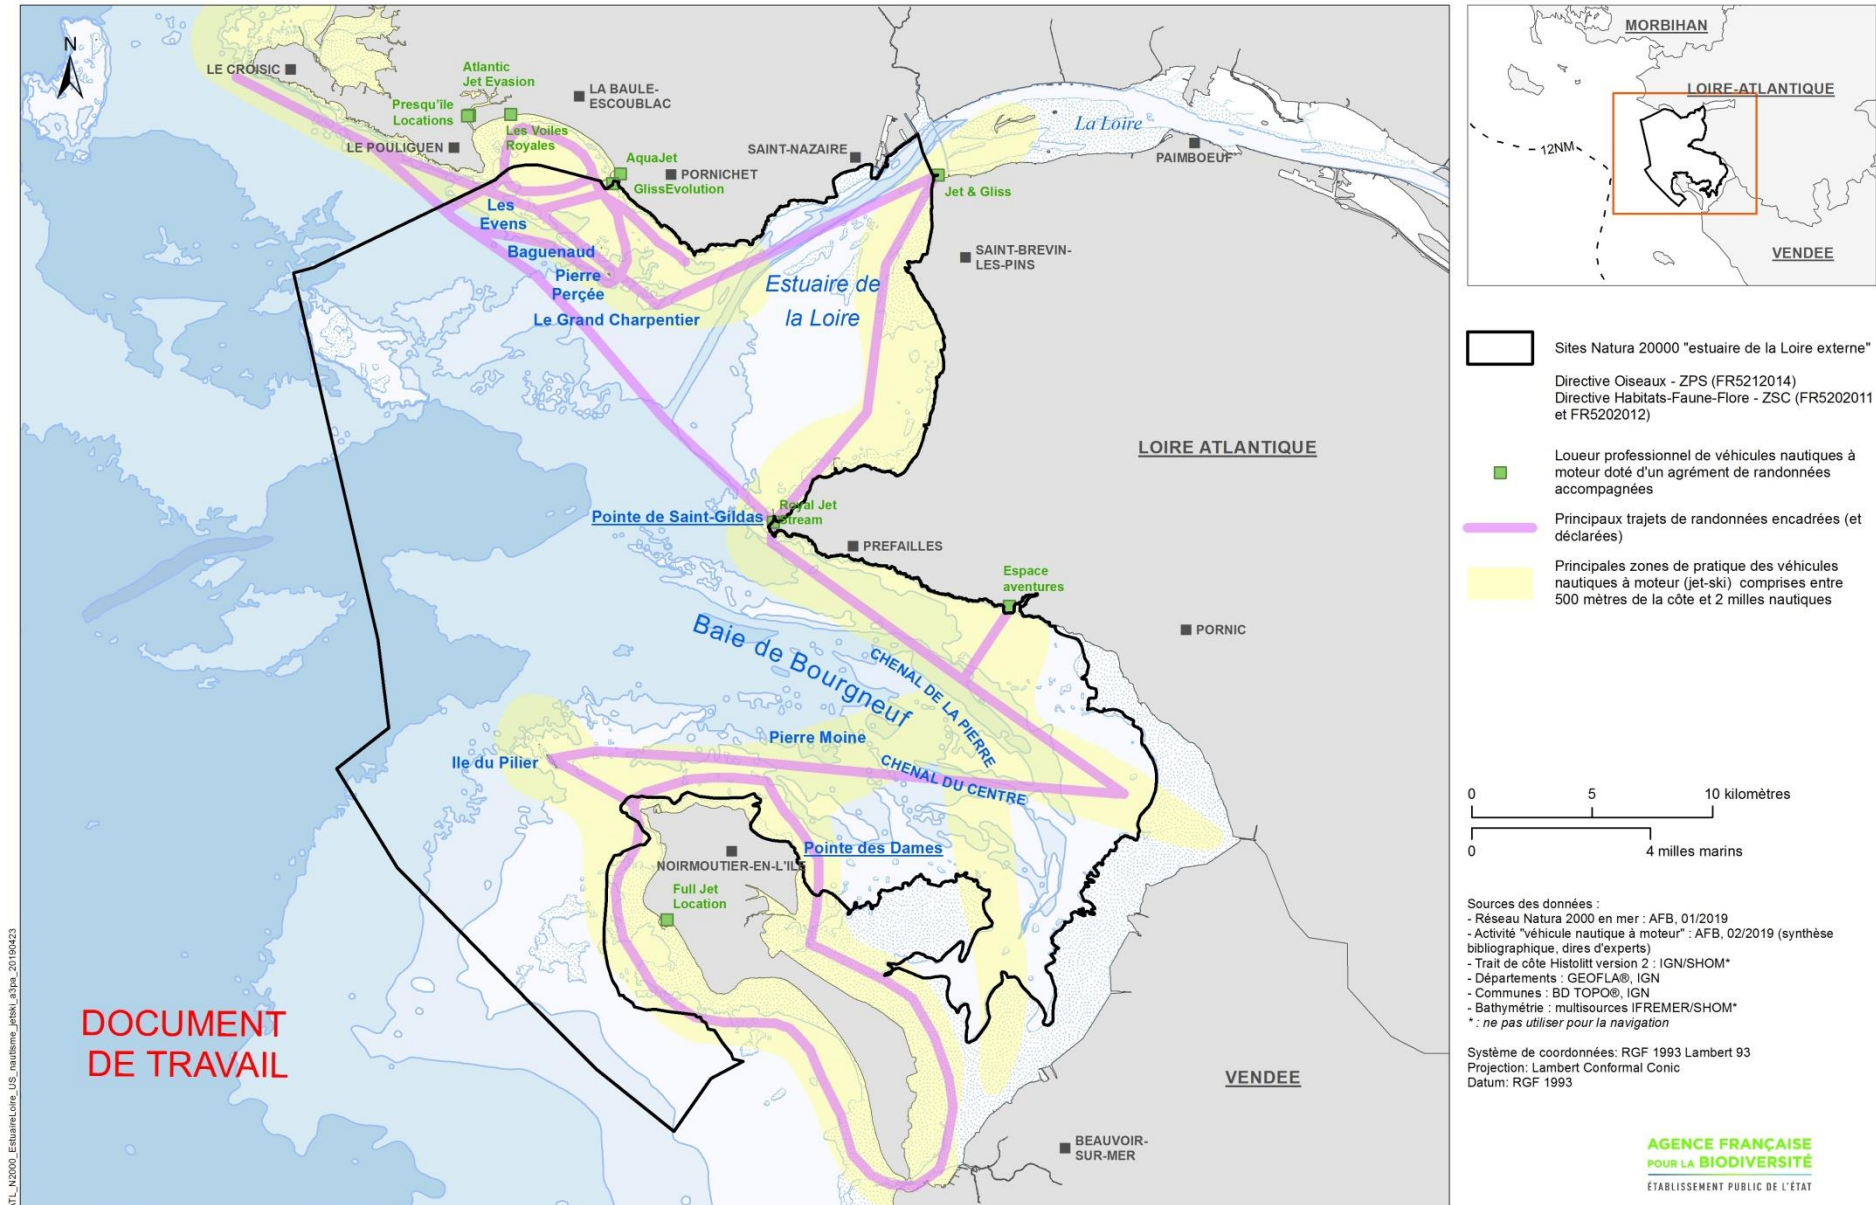 N
LE CROISIC
Atlantic
Jet Evasion
LA BAULE-
ESCOUBLAC
Presqu'île
Locations
Les Voiles
Royales
LE POULIGUEN
AquaJet
GlissEvolution
PORNICHET
SAINT-NAZAIRE
La Loire
PAIMBOEUF
Jet & Gliss
Les
Evens
Baguenaud
Pierre
Perçée
Le Grand Charpentier
SAINT-BREVIN-
LES-PINS
Estuaire de
la Loire
LOIRE ATLANTIQUE
Pointe de Saint-Gildas
Royal Jet
Stream
PREFAILLES
Espace
aventures
PORNIC
Baie de Bourgneuf
CHENAL DE LA PIERRE
Pierre Moine
Ile du Pilier
CHENAL DU CENTRE
Pointe des Dames
NOIRMOUTIER-EN-L'ILE
Full Jet
Location
DOCUMENT
DE TRAVAIL
VENDEE
BEAUVOIR-
SUR-MER
MORBIHAN
LOIRE-ATLANTIQUE
12NM
VENDEE
Sites Natura 20000 "estuaire de la Loire externe"
Directive Oiseaux - ZPS (FR5212014)
Directive Habitats-Faune-Flore - ZSC (FR5202011
et FR5202012)
Loueur professionel de véhicules nautiques à
moteur doté d'un agrément de randonnées
accompagnées
Principaux trajets de randonnées encadrées (et
déclarées)
Principales zones de pratique des véhicules
nautiques à moteur (jet-ski) comprises entre
500 mètres de la côte et 2 milles nautiques
0 5 10 kilomètres
0 4 milles marins
Sources des données :
- Réseau Natura 2000 en mer : AFB, 01/2019
- Activité "véhicule nautique à moteur" : AFB, 02/2019 (synthèse
bibliographique, dires d'experts)
- Trait de côte Histolitt version 2 : IGN/SHOM*
- Départements : GEOFLA®, IGN
- Communes : BD TOPO®, IGN
- Bathymétrie : multisources IFREMER/SHOM*
* : ne pas utiliser pour la navigation
Système de coordonnées: RGF 1993 Lambert 93
Projection: Lambert Conformal Conic
Datum: RGF 1993
AGENCE FRANÇAISE
POUR LA BIODIVERSITÉ
ÉTABLISSEMENT PUBLIC DE L'ÉTAT